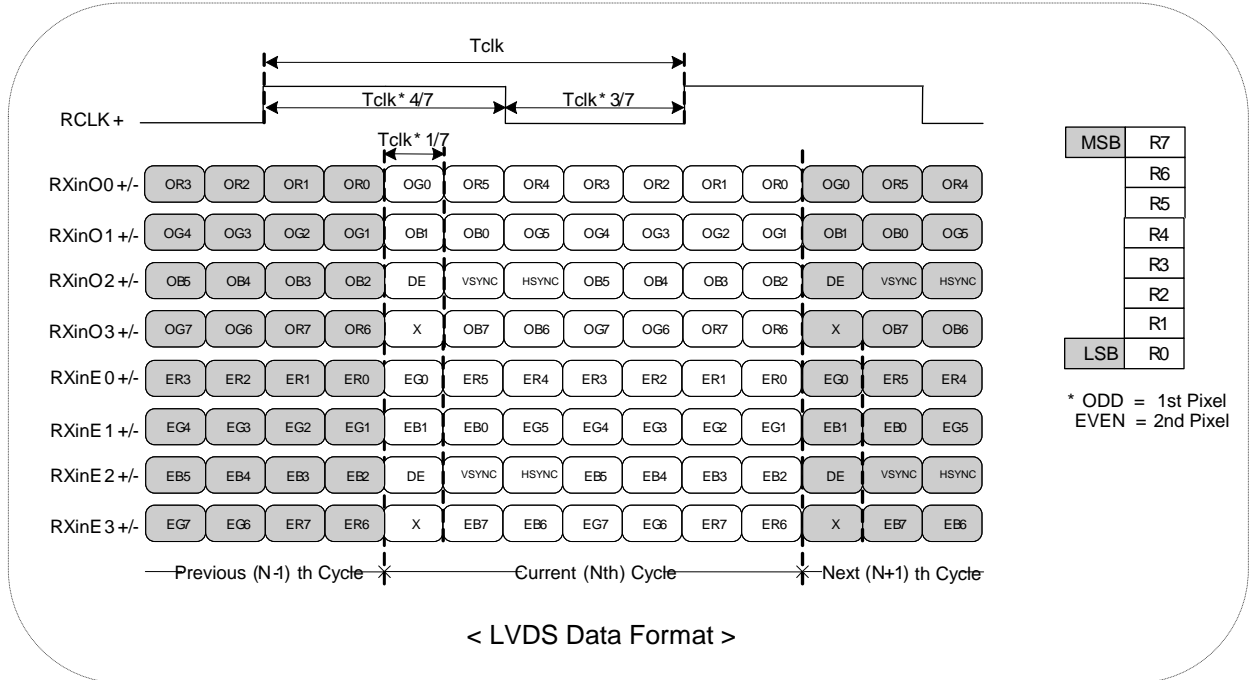 Tclk
Tclk * 4/7 Tclk * 3/7
RCLK +
Tclk * 1/7
MSB R7
R6
R5
R4
R3
R2
R1
LSB R0
RXinO0 +/- OR3 OR2 OR1 OR0 OG0 OR5 OR4 OR3 OR2 OR1 OR0 OG0 OR5 OR4
RXinO1 +/- OG4 OG3 OG2 OG1 OB1 OB0 OG5 OG4 OG3 OG2 OG1 OB1 OB0 OG5
RXinO2 +/- OB5 OB4 OB3 OB2 DE VSYNC HSYNC OB5 OB4 OB3 OB2 DE VSYNC HSYNC
RXinO3 +/- OG7 OG6 OR7 OR6 X OB7 OB6 OG7 OG6 OR7 OR6 X OB7 OB6
RXinE0 +/- ER3 ER2 ER1 ER0 EG0 ER5 ER4 ER3 ER2 ER1 ER0 EG0 ER5 ER4
RXinE1 +/- EG4 EG3 EG2 EG1 EB1 EB0 EG5 EG4 EG3 EG2 EG1 EB1 EB0 EG5
RXinE2 +/- EB5 EB4 EB3 EB2 DE VSYNC HSYNC EB5 EB4 EB3 EB2 DE VSYNC HSYNC
RXinE3 +/- EG7 EG6 ER7 ER6 X EB7 EB6 EG7 EG6 ER7 ER6 X EB7 EB6
* ODD = 1st Pixel
EVEN = 2nd Pixel
Previous (N-1) th Cycle Current (Nth) Cycle Next (N+1) th Cycle
< LVDS Data Format >